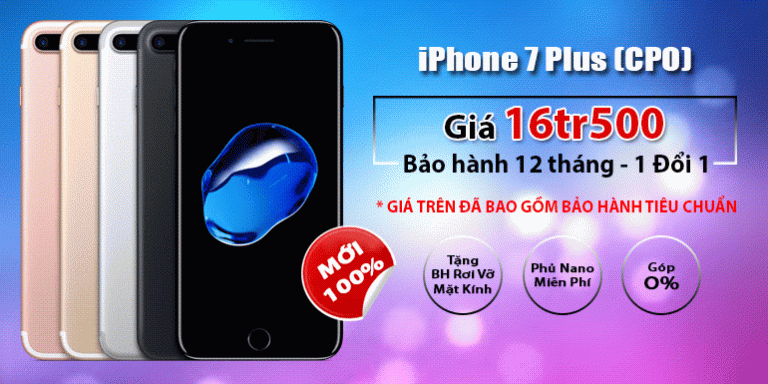 iPhone 7 Plus (CPO)
Giá 16tr500
Bảo hành 12 tháng - 1 Đổi 1
* GIÁ TRÊN ĐÃ BAO GỒM BẢO HÀNH TIÊU CHUẨN
MỚI
100%
Tặng
BH Rơi Vỡ
Mặt Kính
Phủ Nano
Miễn Phí
Góp
0%